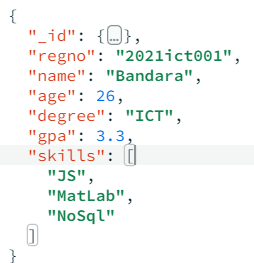 {
"_id": {…},
"regno": "2021ict001",
"name": "Bandara",
"age": 26,
"degree": "ICT",
"gpa": 3.3,
"skills": [
"JS",
"MatLab",
"NoSql"
]
}